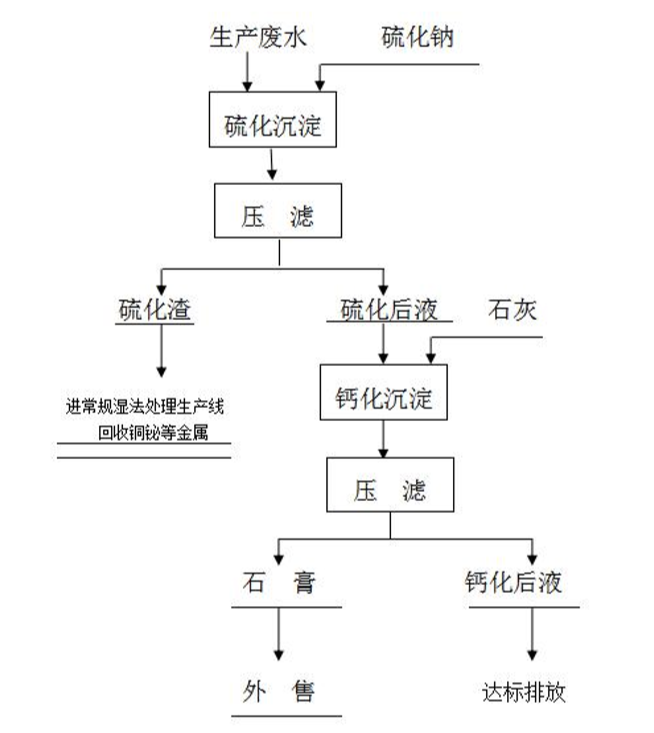 生产废水 硫化钠
硫化沉淀
压 滤
硫化渣 硫化后液 石灰
钙化沉淀
进常规湿法处理生产线
回收铜铋等金属
压 滤
石 膏 钙化后液
外 售 达标排放